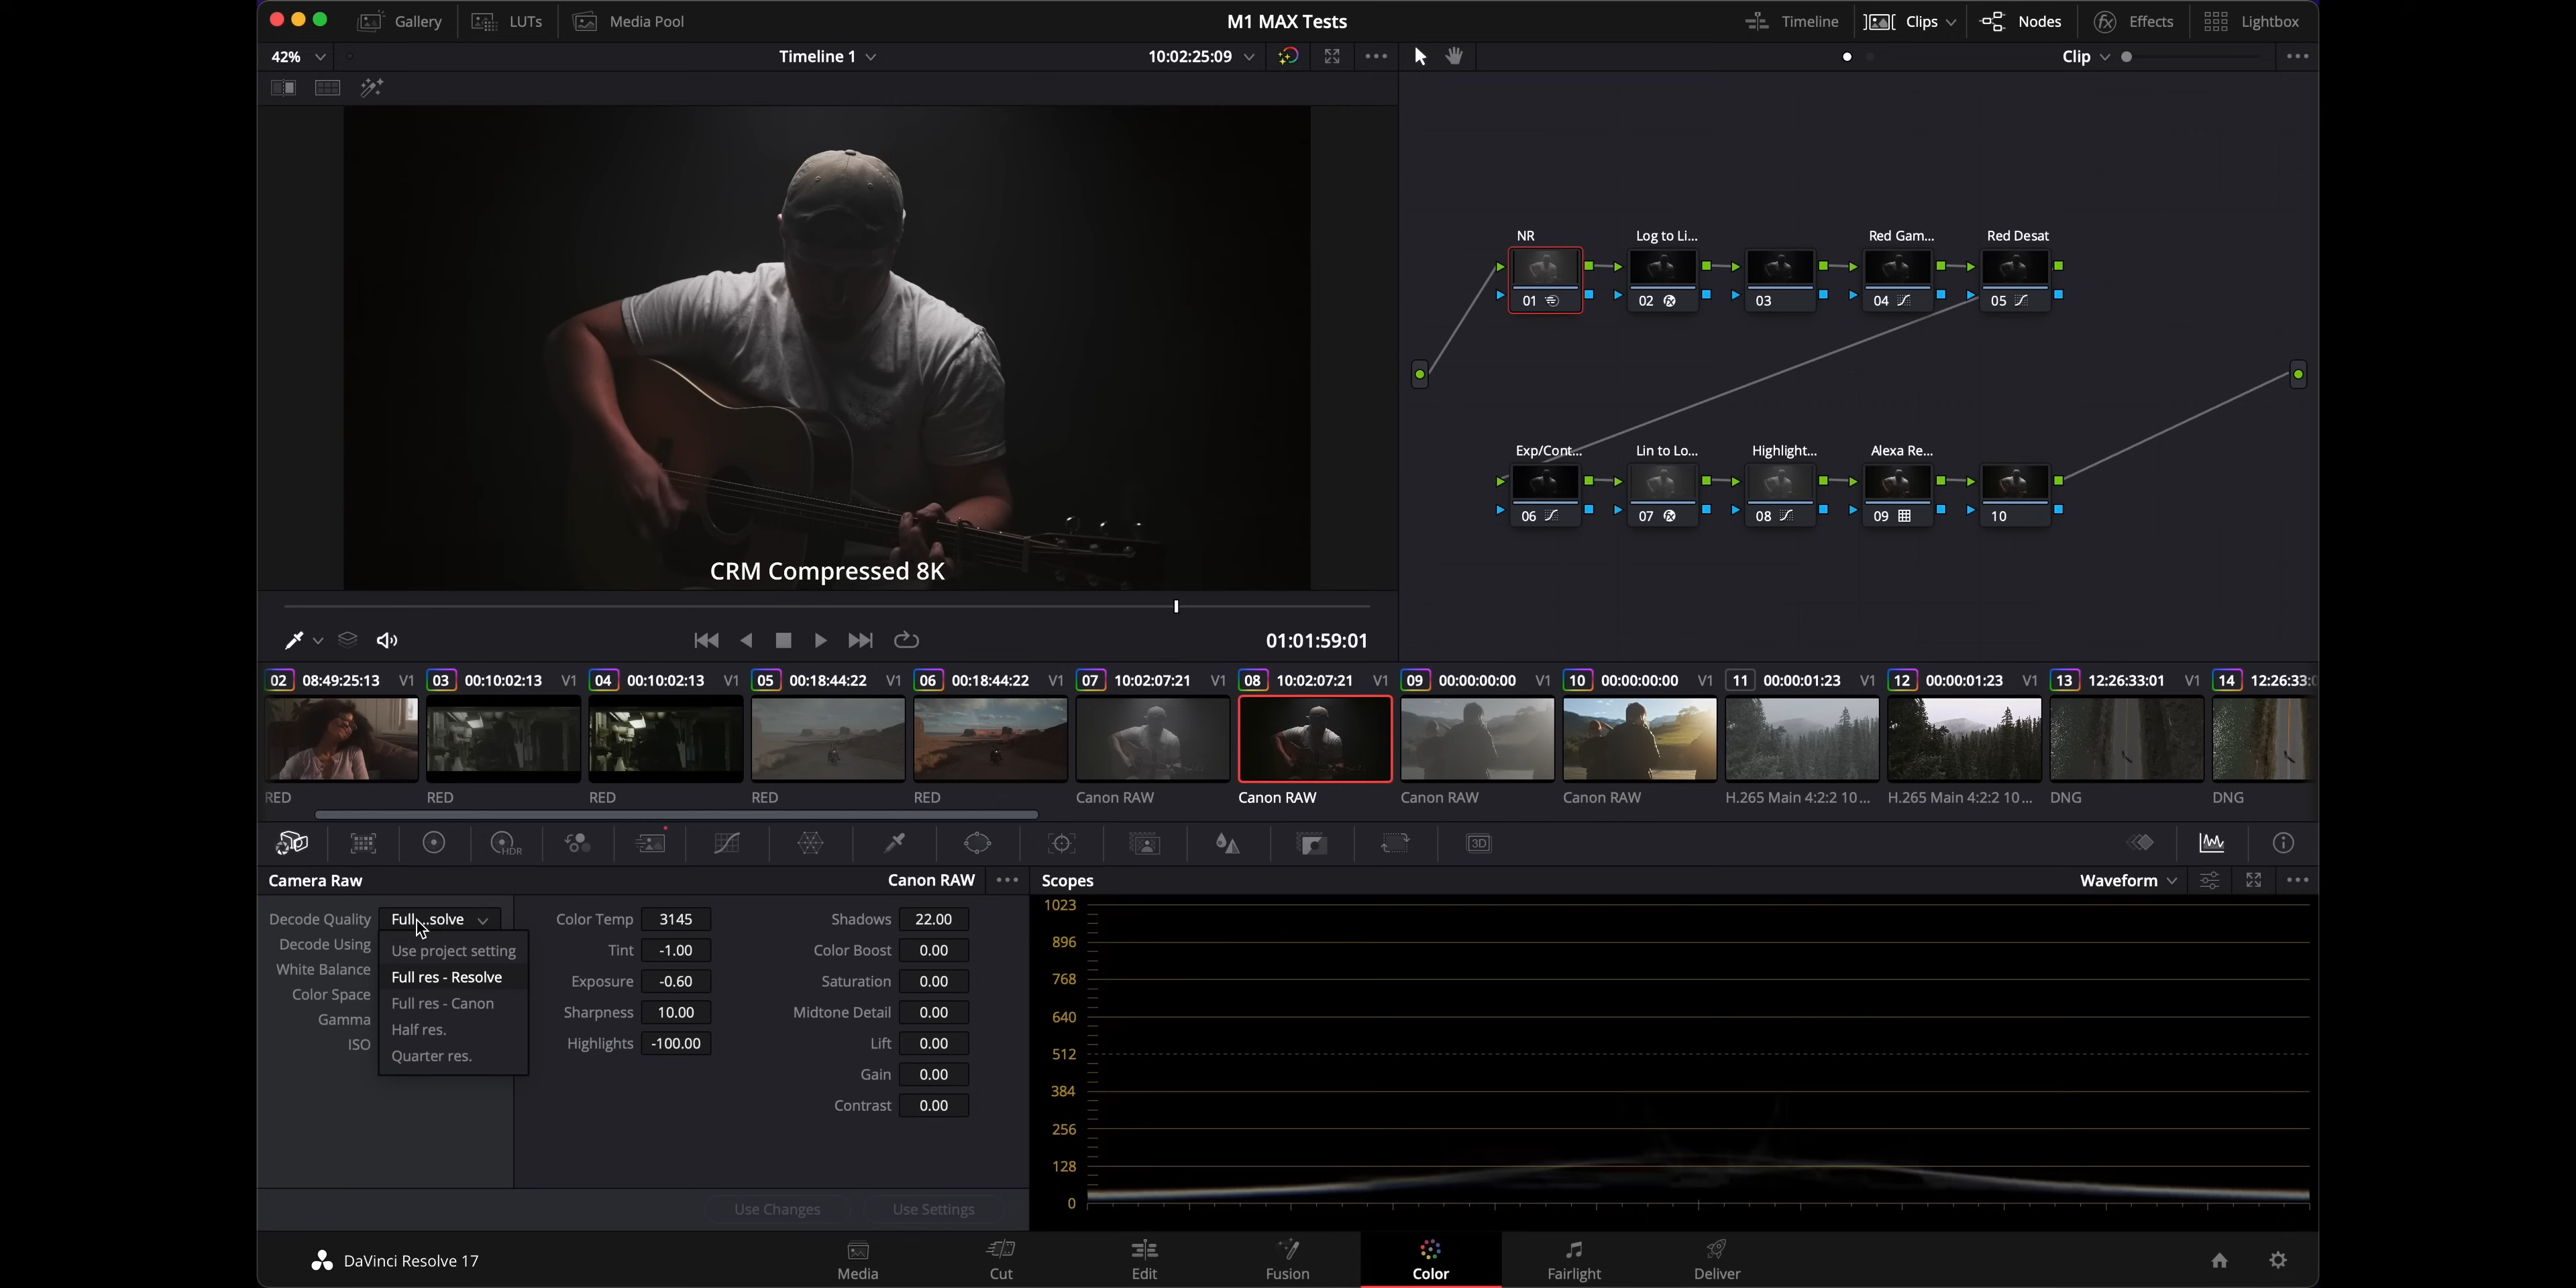 Gallery LUTs Media Pool M1 MAX Tests Timeline Clips Nodes Effects Lightbox
42% Timeline 1 10:02:25:09 Clip
NR Log to Li... Red Gam... Red Desat
01 02 03 04 05
Exp/Cont... Lin to Lo... Highlight... Alexa Re...
06 07 08 09 10
CRM Compressed 8K
01:01:59:01
02 08:49:25:13 V1 03 00:10:02:13 V1 04 00:10:02:13 V1 05 00:18:44:22 V1 06 00:18:44:22 V1 07 10:02:07:21 V1 08 10:02:07:21 V1 09 00:00:00:00 V1 10 00:00:00:00 V1 11 00:00:01:23 V1 12 00:00:01:23 V1 13 12:26:33:01 V1 14 12:26:33:0
RED RED RED RED RED Canon RAW Canon RAW Canon RAW Canon RAW H.265 Main 4:2:2 10... H.265 Main 4:2:2 10... DNG DNG
HDR 3D
Camera Raw Canon RAW Scopes Waveform
Decode Quality Full...solve
Decode Using
White Balance
Color Space
Gamma
ISO
Use project setting
Full res - Resolve
Full res - Canon
Half res.
Quarter res.
Color Temp 3145
Tint -1.00
Exposure -0.60
Sharpness 10.00
Highlights -100.00
Shadows 22.00
Color Boost 0.00
Saturation 0.00
Midtone Detail 0.00
Lift 0.00
Gain 0.00
Contrast 0.00
Use Changes Use Settings
1023
896
768
640
512
384
256
128
0
DaVinci Resolve 17 Media Cut Edit Fusion Color Fairlight Deliver